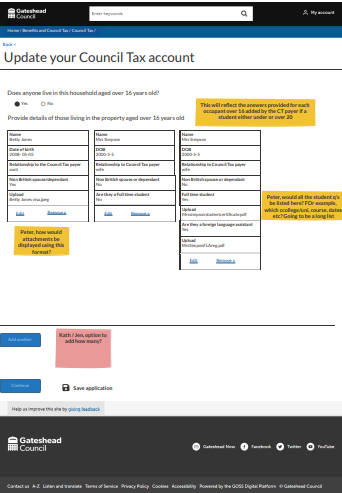 Gateshead
Council
Enter keywords
My account
Home / Benefits and Council Tax / Council Tax /
Back <
Update your Council Tax account
Does anyone live in this household aged over 16 years old?
Yes
No
Provide details of those living in the property aged over 16 years old
This will reflect the answers provided for each
occupant over 16 added by the CT payer if a
student either under or over 20
Name
Betty Jones
Date of birth
2008- 05-05
Relationship to the Council Tax payer
aunt
Non British spouse/dependant
Yes
Upload
Betty Jones visa.jpeg
Edit
Remove x
Name
Mrs Simpson
DOB
2000-5-5
Relationship to Council Tax payer
wife
Non British spouse or dependant
No
Are they a Full time student
No
Edit
Remove x
Name
Mrs Simpson
DOB
2000-5-5
Relationship to Council Tax payer
wife
Non British spouse or dependant
No
Full time student
Yes
Upload
Mrssimpsonstudentcertificate.pdf
Are they a foreign language assistant
Yes
Upload
MrsSimpsonFLAreg.pdf
Edit
Remove x
Peter, would all the student q's
be listed here? FOr example,
which ccollege/uni, course, dates
etc? Going to be a long list
Peter, how would
attachments be
displayed using this
format?
Add another
Kath / Jen, option to
add how many?
Continue
Save application
Help us improve this site by giving feedback
Gateshead
Council
Gateshead Now
Facebook
Twitter
YouTube
Contact us A-Z Listen and translate Terms of Service Privacy Policy Cookies Accessibility Powered by the GOSS Digital Platform © Gateshead Council